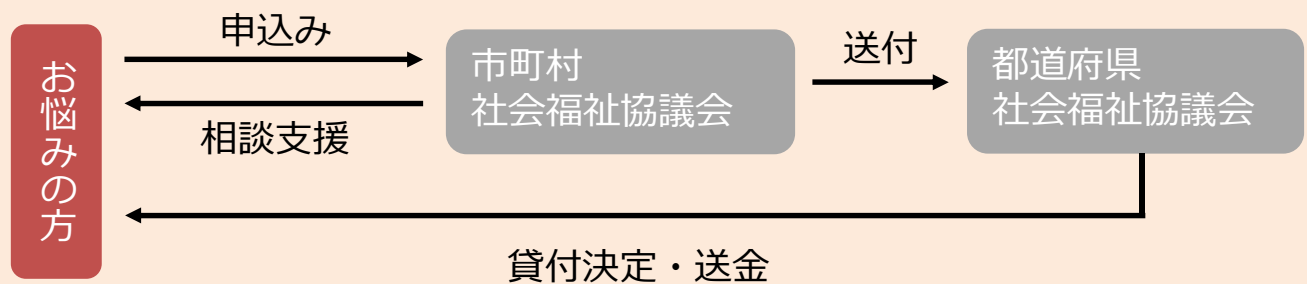 お悩みの方
申込み
相談支援
市町村
社会福祉協議会
送付
都道府県
社会福祉協議会
貸付決定・送金